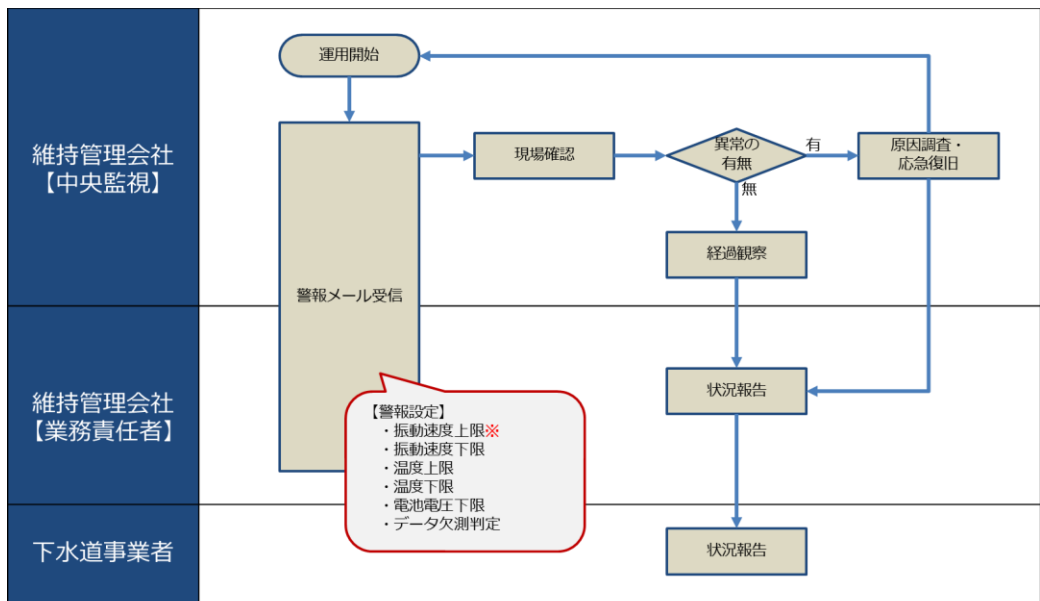 維持管理会社
【中央監視】
運用開始
警報メール受信
現場確認
異常の
有無
有
無
原因調査・
応急復旧
経過観察
維持管理会社
【業務責任者】
状況報告
【警報設定】
・振動速度上限※
・振動速度下限
・温度上限
・温度下限
・電池電圧下限
・データ欠測判定
下水道事業者
状況報告